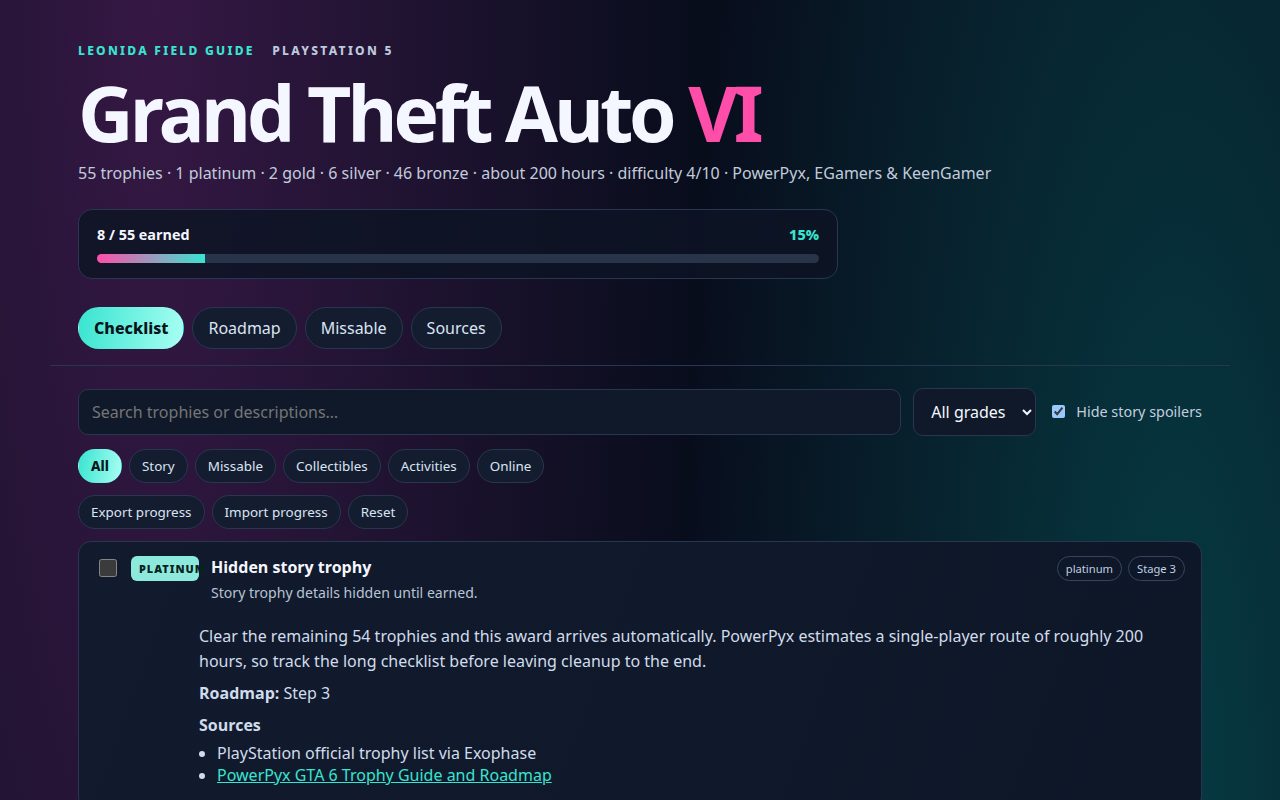 LEONIDA FIELD GUIDE PLAYSTATION 5
Grand Theft Auto VI
55 trophies · 1 platinum · 2 gold · 6 silver · 46 bronze · about 200 hours · difficulty 4/10 · PowerPyx, EGamers & KeenGamer
8 / 55 earned 15%
Checklist Roadmap Missable Sources
Search trophies or descriptions... All grades Hide story spoilers
All Story Missable Collectibles Activities Online
Export progress Import progress Reset
PLATINUM Hidden story trophy platinum Stage 3
Story trophy details hidden until earned.
Clear the remaining 54 trophies and this award arrives automatically. PowerPyx estimates a single-player route of roughly 200
hours, so track the long checklist before leaving cleanup to the end.
Roadmap: Step 3
Sources
PlayStation official trophy list via Exophase
PowerPyx GTA 6 Trophy Guide and Roadmap